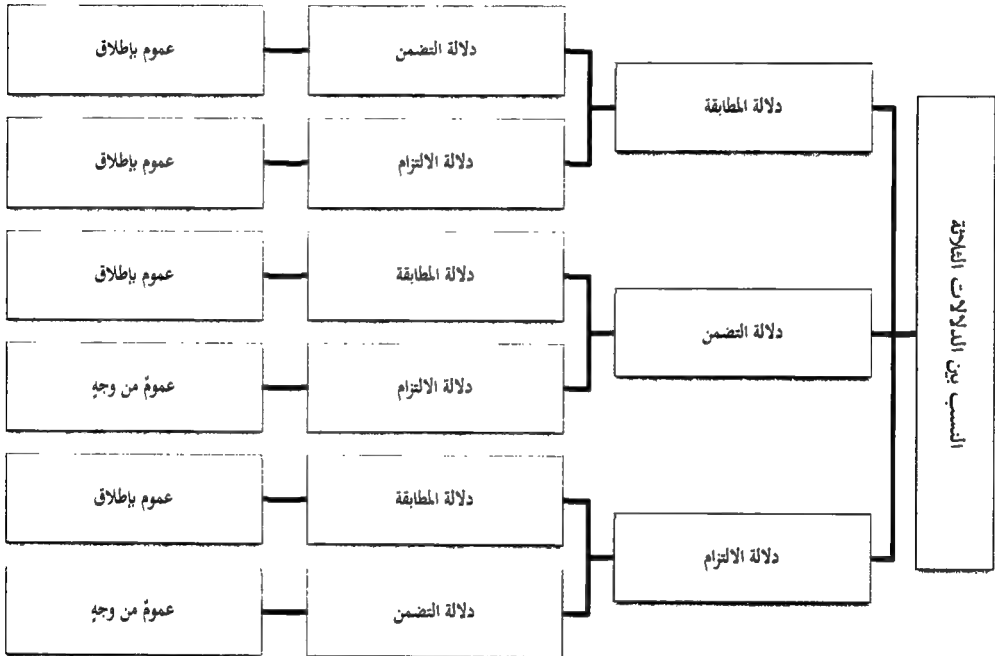 النسب بين الدلالات الثلاثة
دلالة المطابقة
دلالة التضمن
عموم بإطلاق
دلالة الالتزام
عموم بإطلاق
دلالة التضمن
دلالة المطابقة
عموم بإطلاق
دلالة الالتزام
عمومٌ من وجهٍ
دلالة الالتزام
دلالة المطابقة
عموم بإطلاق
دلالة التضمن
عمومٌ من وجهٍ